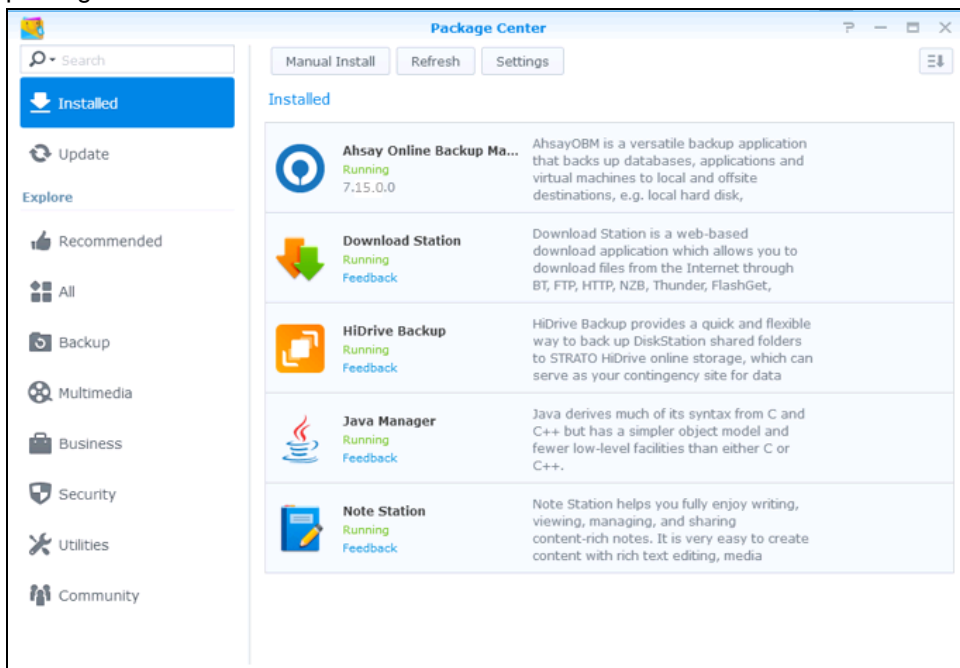 Package Center
Search
Manual Install
Refresh
Settings
Installed
Update
Explore
Recommended
All
Backup
Multimedia
Business
Security
Utilities
Community
Installed
Ahsay Online Backup Ma...
Running
7.15.0.0
AhsayOBM is a versatile backup application
that backs up databases, applications and
virtual machines to local and offsite
destinations, e.g. local hard disk,
Download Station
Running
Feedback
Download Station is a web-based
download application which allows you to
download files from the Internet through
BT, FTP, HTTP, NZB, Thunder, FlashGet,
HiDrive Backup
Running
Feedback
HiDrive Backup provides a quick and flexible
way to back up DiskStation shared folders
to STRATO HiDrive online storage, which can
serve as your contingency site for data
Java Manager
Running
Feedback
Java derives much of its syntax from C and
C++ but has a simpler object model and
fewer low-level facilities than either C or
C++.
Note Station
Running
Feedback
Note Station helps you fully enjoy writing,
viewing, managing, and sharing
content-rich notes. It is very easy to create
content with rich text editing, media